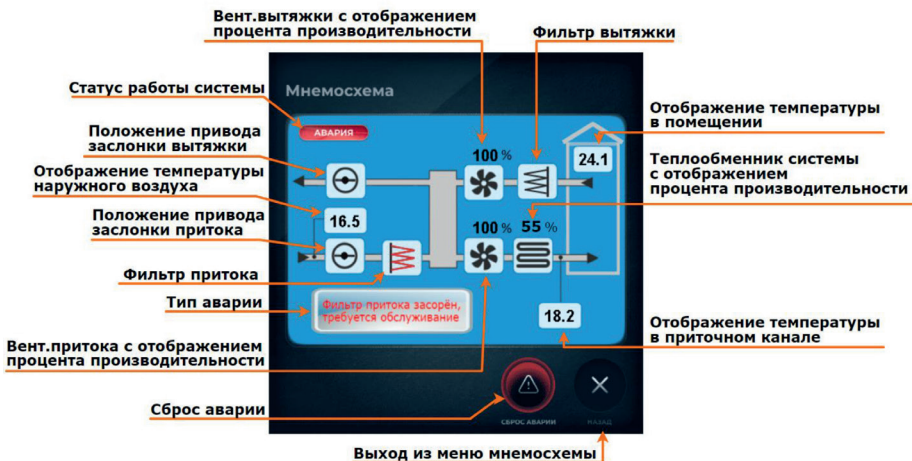 Вент.вытяжки с отображением
процента производительности
Фильтр вытяжки
Мнемосхема
Статус работы системы
АВАРИЯ
Отображение температуры
в помещении
Положение привода
заслонки вытяжки
100 %
24.1
Теплообменник системы
с отображением
процента производительности
Отображение температуры
наружного воздуха
16.5
Положение привода
заслонки притока
100 %
55 %
Фильтр притока
Тип аварии
Фильтр притока засорён,
требуется обслуживание
18.2
Отображение температуры
в приточном канале
Вент.притока с отображением
процента производительности
Сброс аварии
СБРОС АВАРИИ
НАЗАД
Выход из меню мнемосхемы